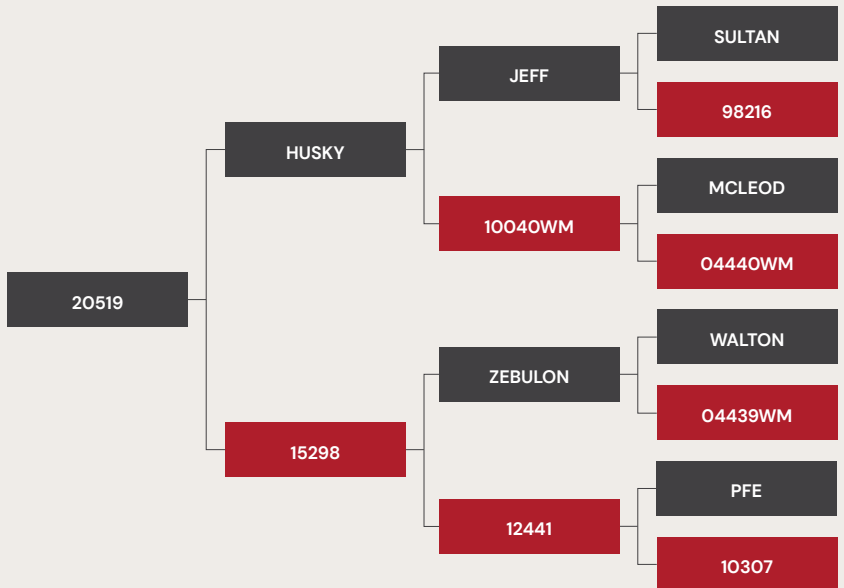 SULTAN
JEFF
98216
HUSKY
MCLEOD
10040WM
04440WM
20519
WALTON
ZEBULON
04439WM
15298
PFE
12441
10307